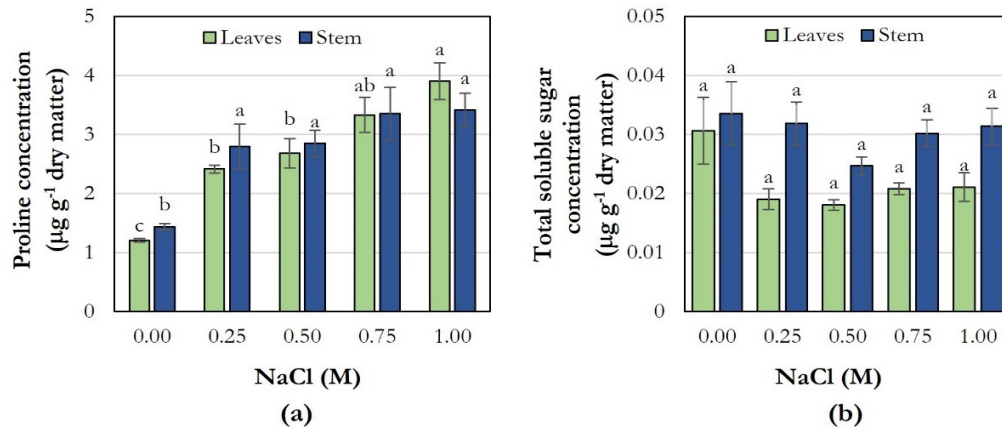 Leaves Stem
Proline concentration
(µg g⁻¹ dry matter)
5
4
3
2
1
0
c b
b a
b a
ab a
a a
0.00 0.25 0.50 0.75 1.00
NaCl (M)
(a)
Leaves Stem
Total soluble sugar
concentration
(µg g⁻¹ dry matter)
0.05
0.04
0.03
0.02
0.01
0.00
a a
a a
a a
a a
a a
0.00 0.25 0.50 0.75 1.00
NaCl (M)
(b)